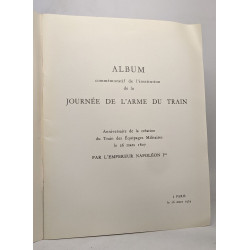 ALBUM
commémoratif de l'institution
de la
JOURNÉE DE L'ARME DU TRAIN
Anniversaire de la création
du Train des Équipages Militaires
le 26 mars 1807
PAR L'EMPEREUR NAPOLÉON Iᵉʳ
A PARIS
le 26 mars